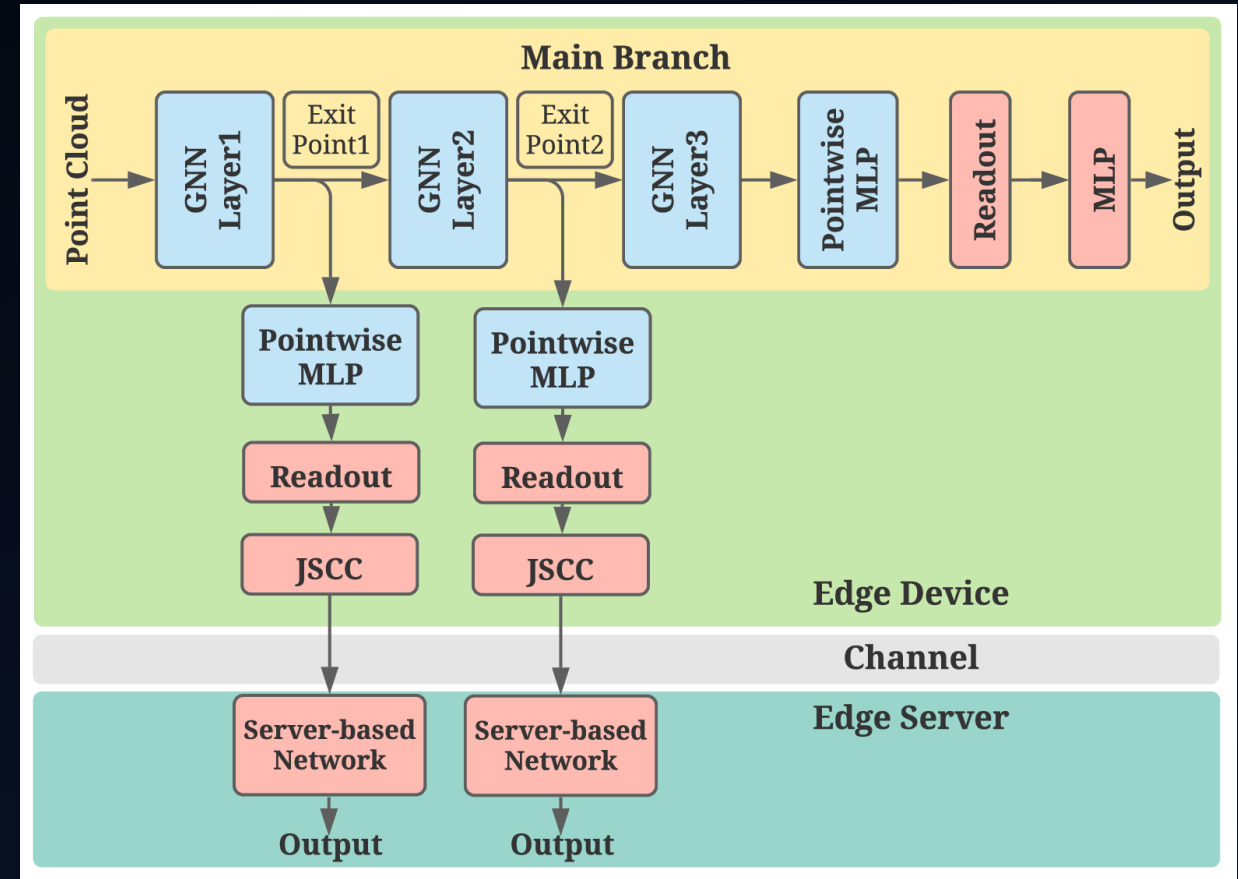 Main Branch
Point Cloud
GNN
Layer1
Exit
Point1
GNN
Layer2
Exit
Point2
GNN
Layer3
Pointwise
MLP
Readout
MLP
Output
Pointwise
MLP
Pointwise
MLP
Readout
Readout
JSCC
JSCC
Edge Device
Channel
Edge Server
Server-based
Network
Server-based
Network
Output
Output